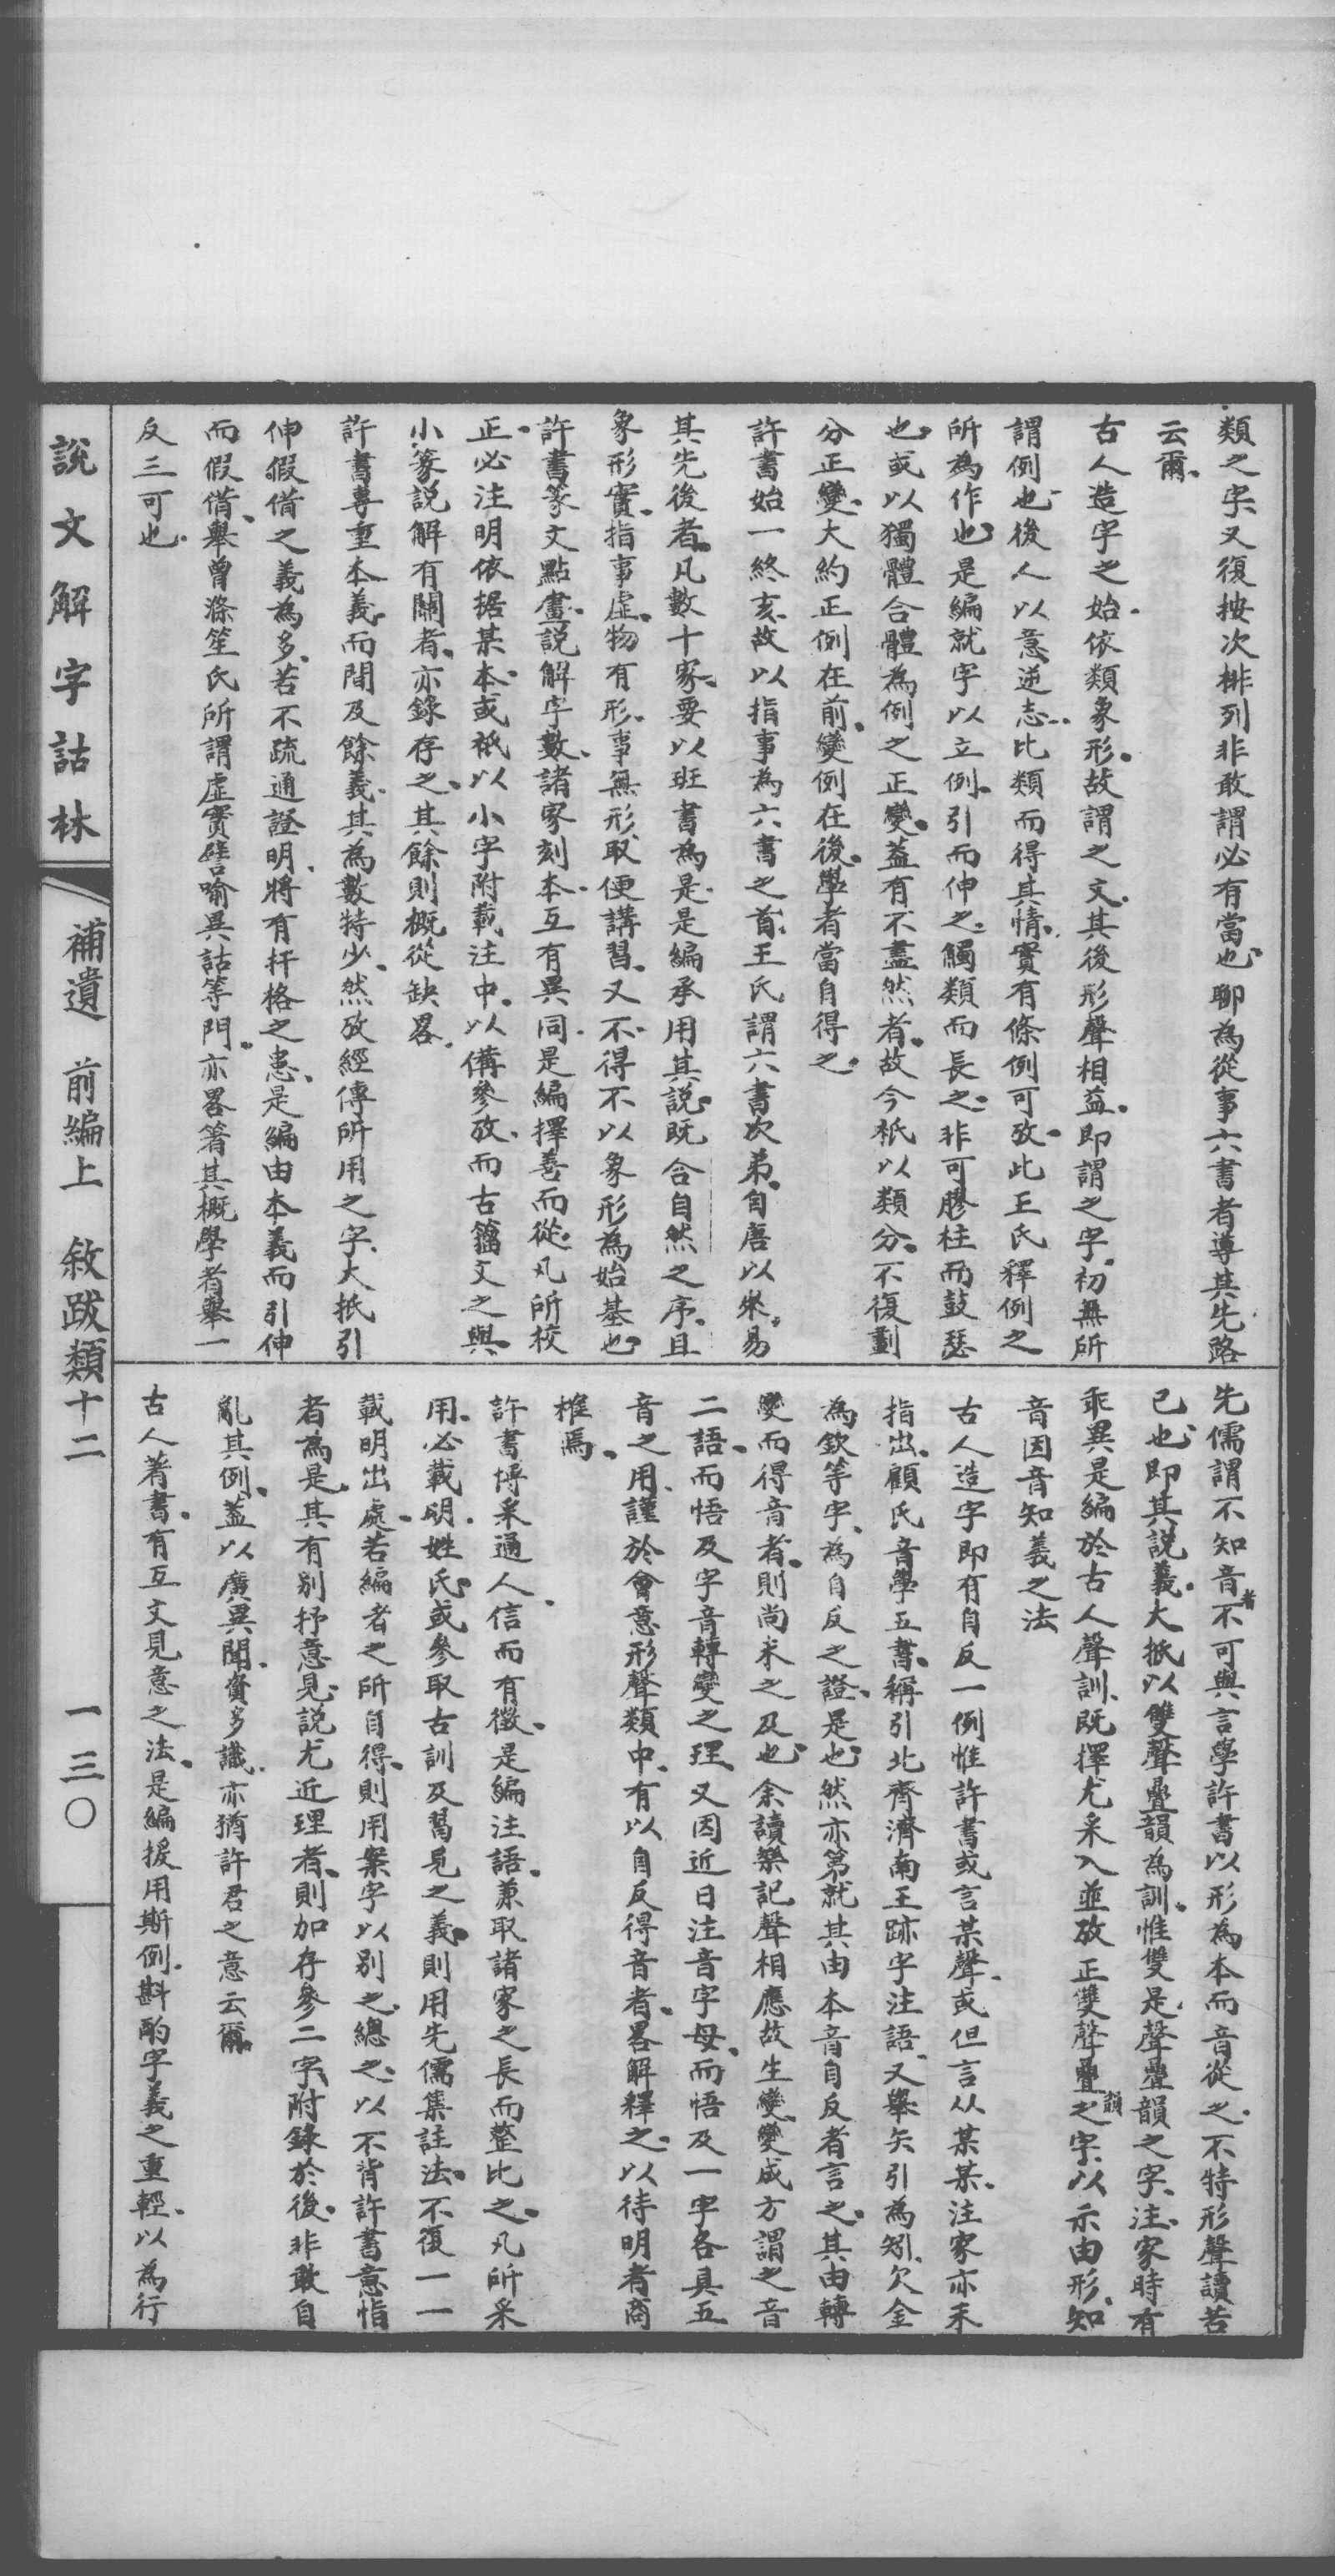 類之字、又復按次排列、非敢謂必有當也、聊為從事六書者導其先路
云爾、
古人造字之始、依類象形、故謂之文、其後形聲相益、即謂之字、初無所
謂例也、後人以意逆志、比類而得其情、實有條例可攷、此王氏釋例之
所為作也、是編就字以立例、引而伸之、觸類而長之、非可膠柱而鼓瑟
也、或以獨體合體為例之正變、蓋有不盡然者、故今祇以類分、不復劃
分正變、大約正例在前、變例在後、學者當自得之、
許書始一終亥、故以指事為六書之首、王氏謂六書次弟、自唐以來、易
其先後者、凡數十家、要以班書為是、是編承用其說、既合自然之序、且
象形實、指事虛、物有形、事無形、取便講習、又不得不以象形為始基也、
許書篆文點畫、說解字數、諸家刻本、互有異同、是編擇善而從、凡所校
正、必注明依据某本、或祇以小字附載注中、以備參攷、而古籀文之與
小篆説解有關者、亦錄存之、其餘則概從缺畧、
許書專重本義、而間及餘義、其為數特少、然攷經傳所用之字、大抵引
伸假借之義為多、若不疏通證明、將有扞格之患、是編由本義而引伸
而假借、舉曾滌笙氏所謂虛實譬喻異詁等門、亦畧箸其概、學者舉一
反三可也、
先儒謂不知音者不可與言學、許書以形為本、而音從之、不特形聲讀若
已也、即其説義、大抵以雙聲疊韻為訓、惟雙是聲疊韻之字、注家時有
乖異、是編於古人聲訓、既擇尤采入、並攷正雙聲疊韻之字、以示由形知
音、因音知義之法
古人造字即有自反一例、惟許書或言某聲、或但言从某某、注家亦未
指出、顧氏音學五書、稱引北齊濟南王跡字注語、又舉矢引為矧、欠金
為欽等字、為自反之證、是也、然亦第就其由本音自反者言之、其由轉
變而得音者、則尚未之及也、余讀樂記聲相應故生變、變成方謂之音
二語、而悟及字音轉變之理、又因近日注音字母、而悟及一字各具五
音之用、謹於會意形聲類中、有以自反得音者、畧解釋之、以待明者商
榷焉、
許書博采通人、信而有徵、是編注語、兼取諸家之長而整比之、凡所采
用、必載明姓氏、或參取古訓及習見之義、則用先儒集註法、不復一一
載明出處、若編者之所自得、則用案字以別之、總之、以不背許書意恉
者為是、其有別抒意見、説尤近理者、則加存參二字、附錄於後、非敢自
亂其例、蓋以廣異聞、資多識、亦猶許君之意云爾、
古人著書、有互文見意之法、是編援用斯例、斟酌字義之重輕、以為行
說文解字詁林
補遺 前編上 敘跋類十二 一三〇